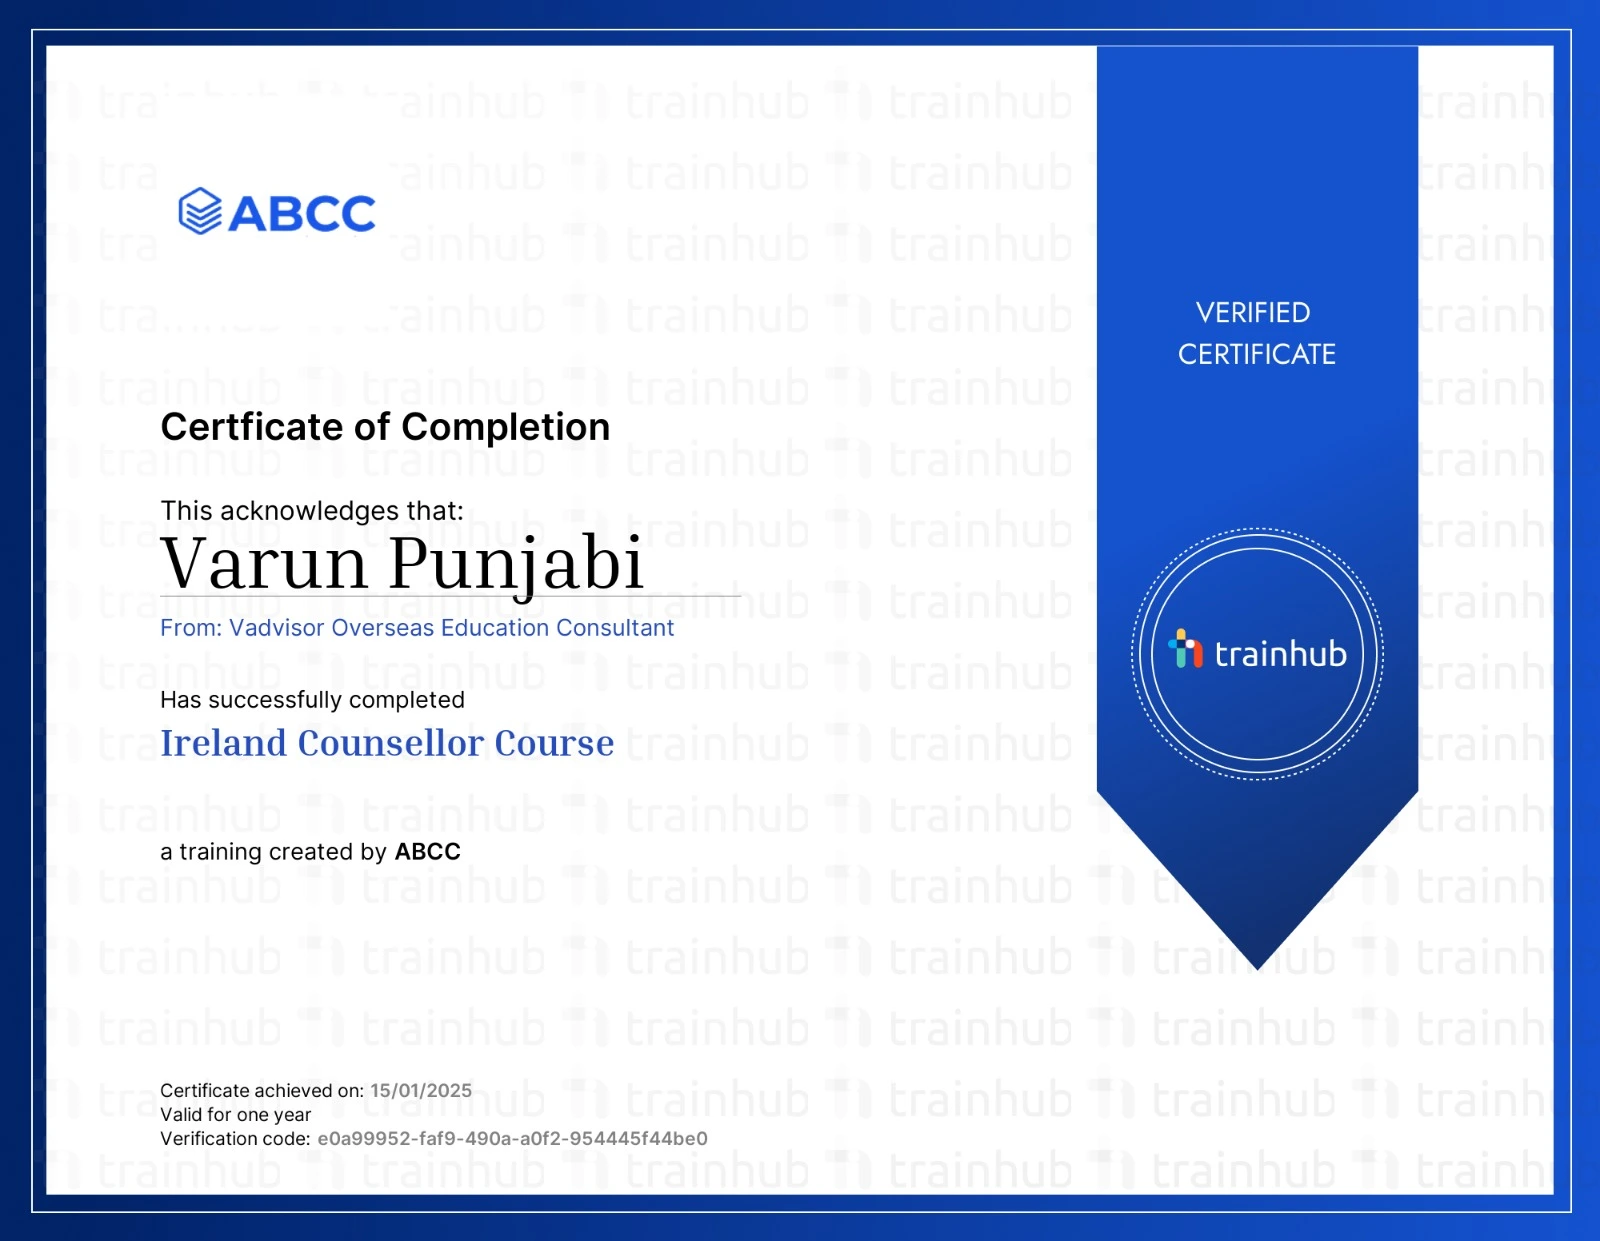 ABCC
VERIFIED
CERTIFICATE
Certficate of Completion
This acknowledges that:
Varun Punjabi
From: Vadvisor Overseas Education Consultant
trainhub
Has successfully completed
Ireland Counsellor Course
a training created by ABCC
Certificate achieved on: 15/01/2025
Valid for one year
Verification code: e0a99952-faf9-490a-a0f2-954445f44be0